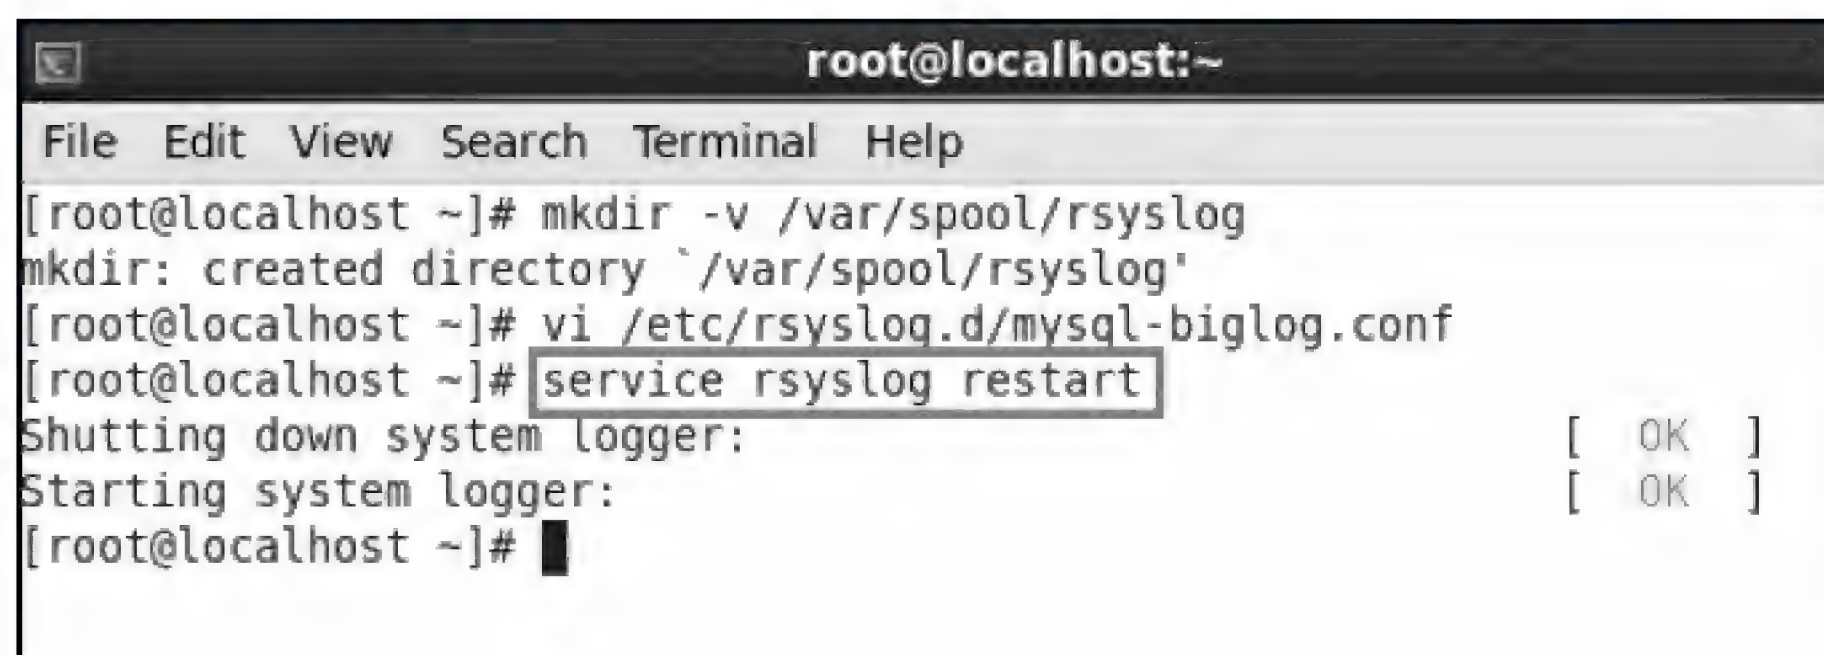 root@localhost:~
File Edit View Search Terminal Help
[root@localhost ~]# mkdir -v /var/spool/rsyslog
mkdir: created directory `/var/spool/rsyslog'
[root@localhost ~]# vi /etc/rsyslog.d/mysql-biglog.conf
[root@localhost ~]# service rsyslog restart
Shutting down system logger: [ OK ]
Starting system logger: [ OK ]
[root@localhost ~]#